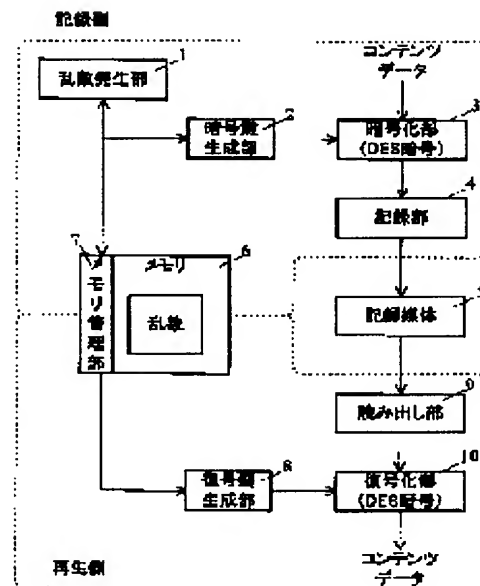 記録側
コンテンツ
データ
1
乱数発生部
2
暗号鍵
生成部
3
暗号化部
(DES暗号)
4
記録部
7
メモリ管理部
メモリ
6
乱数
記録媒体
9
読み出し部
8
復号鍵
生成部
10
復号化部
(DES暗号)
再生側
コンテンツ
データ